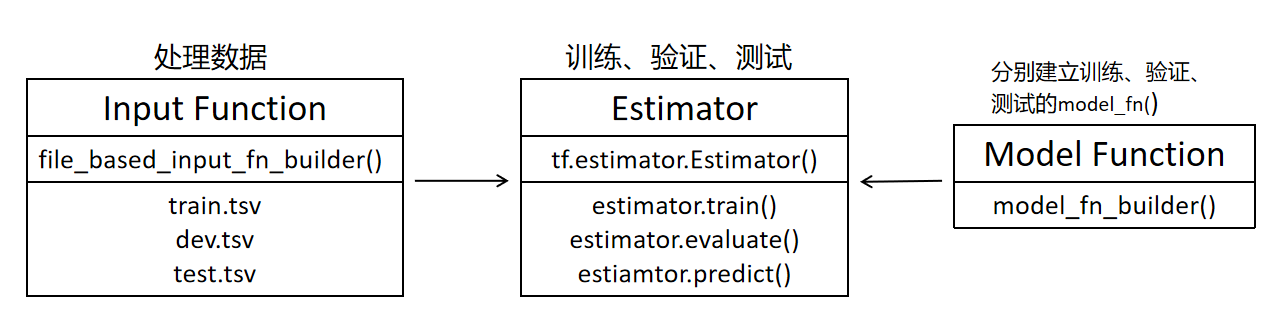 处理数据
Input Function
file_based_input_fn_builder()
train.tsv
dev.tsv
test.tsv
训练、验证、测试
Estimator
tf.estimator.Estimator()
estimator.train()
estimator.evaluate()
estiamtor.predict()
分别建立训练、验证、
测试的model_fn()
Model Function
model_fn_builder()